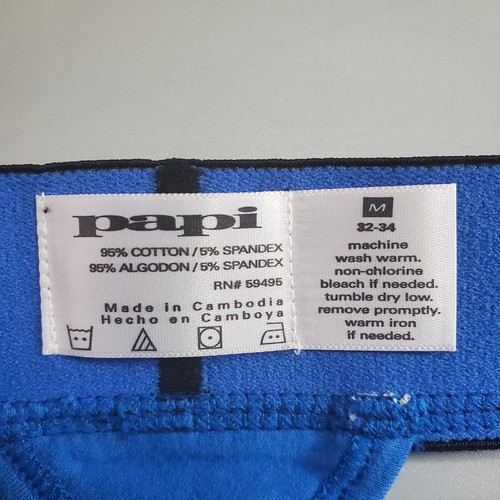 papi
95% COTTON / 5% SPANDEX
95% ALGODON / 5% SPANDEX
RN# 59495
Made in Cambodia
Hecho en Camboya
M
32-34
machine
wash warm.
non-chlorine
bleach if needed.
tumble dry low.
remove promptly.
warm iron
if needed.